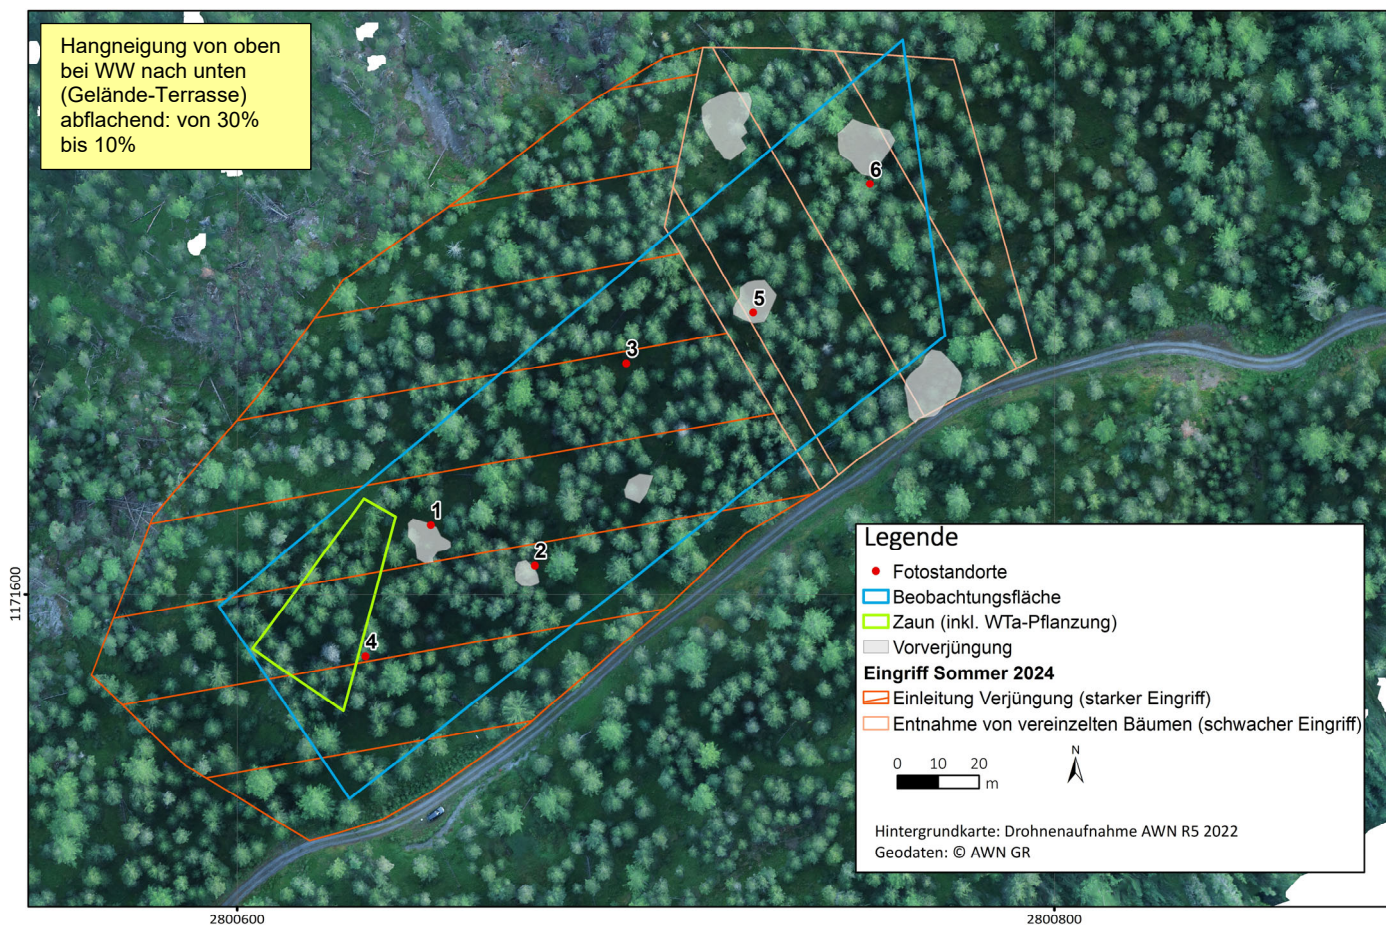 Hangneigung von oben
bei WW nach unten
(Gelände-Terrasse)
abflachend: von 30%
bis 10%
6
5
3
1
2
4
1171600
Legende
Fotostandorte
Beobachtungsfläche
Zaun (inkl. WTa-Pflanzung)
Vorverjüngung
Eingriff Sommer 2024
Einleitung Verjüngung (starker Eingriff)
Entnahme von vereinzelten Bäumen (schwacher Eingriff)
N
0 10 20
m
Hintergrundkarte: Drohnenaufnahme AWN R5 2022
Geodaten: © AWN GR
2800600
2800800